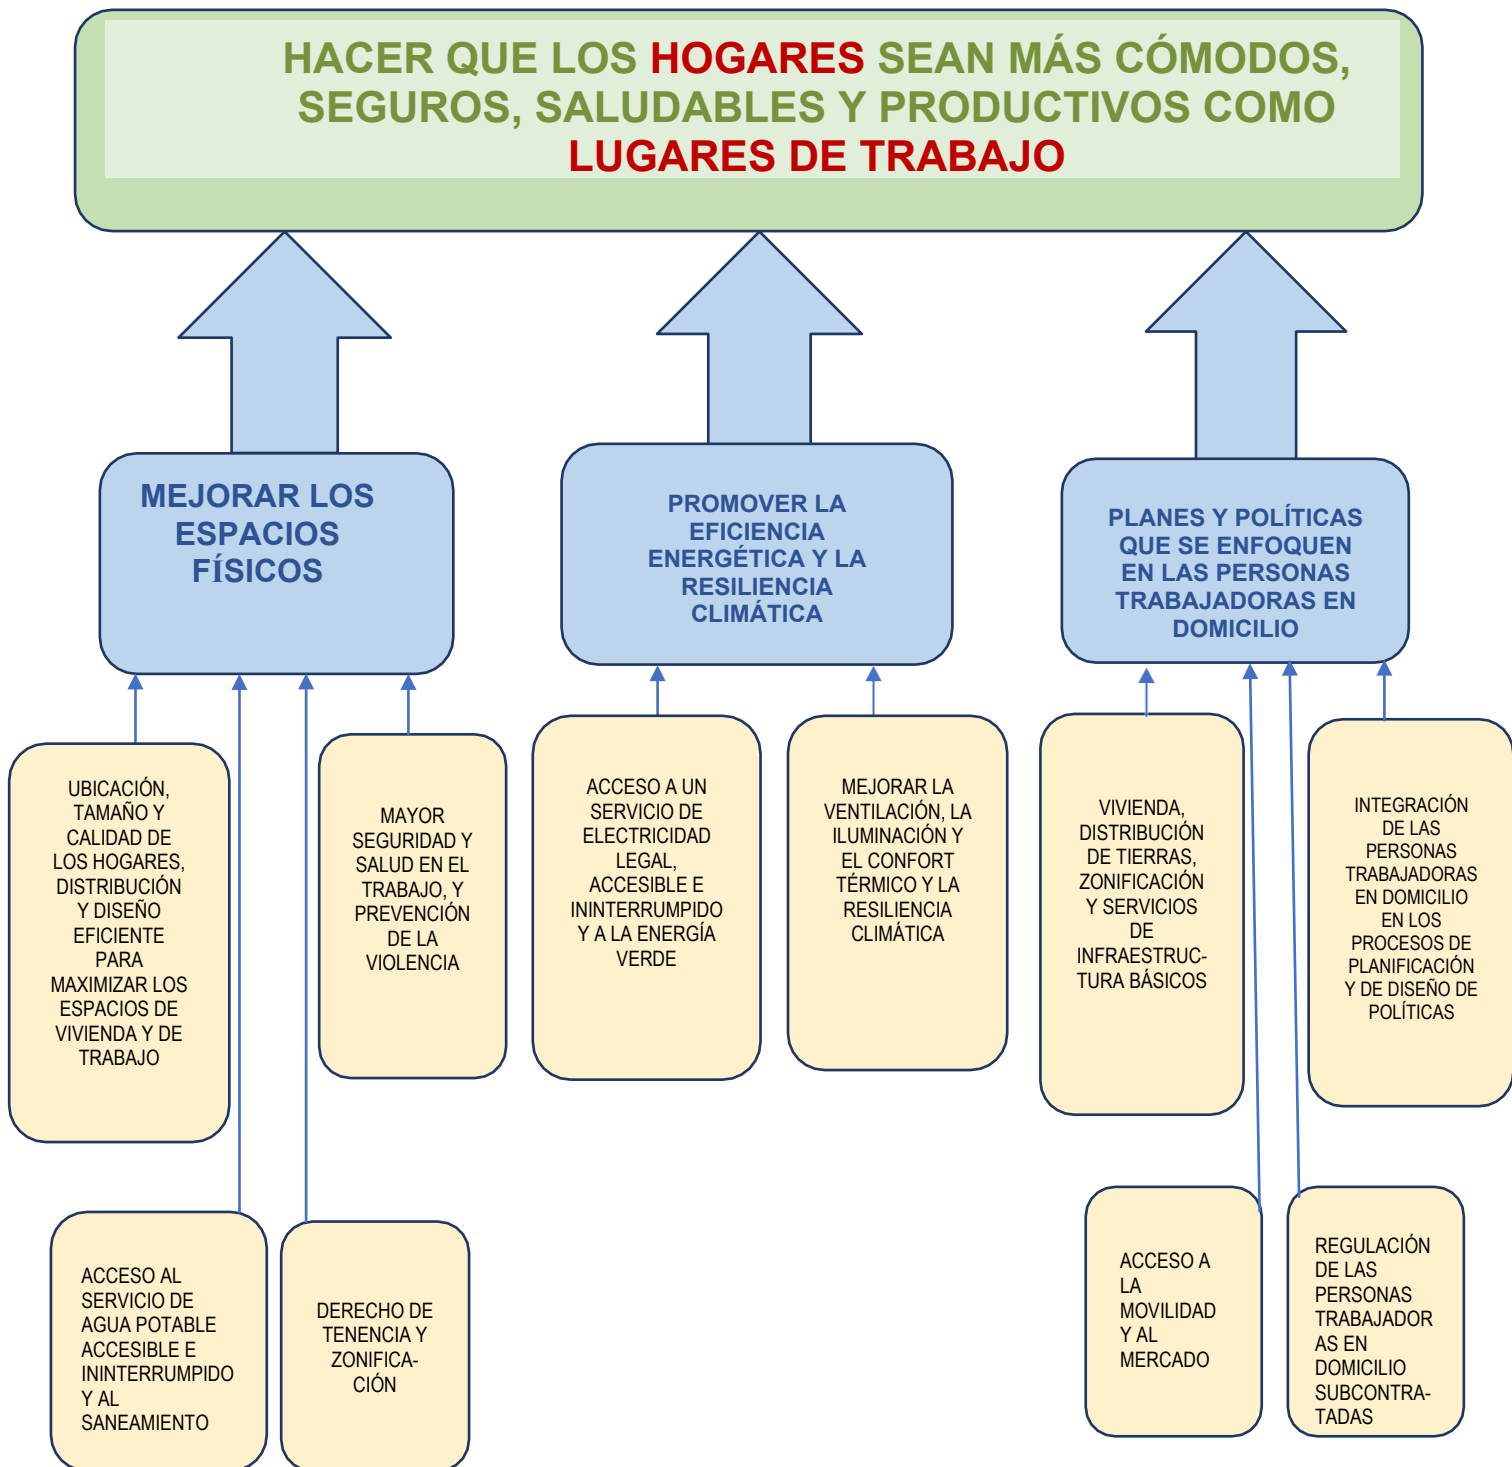 HACER QUE LOS HOGARES SEAN MÁS CÓMODOS,
SEGUROS, SALUDABLES Y PRODUCTIVOS COMO
LUGARES DE TRABAJO
MEJORAR LOS
ESPACIOS
FÍSICOS
PROMOVER LA
EFICIENCIA
ENERGÉTICA Y LA
RESILIENCIA
CLIMÁTICA
PLANES Y POLÍTICAS
QUE SE ENFOQUEN
EN LAS PERSONAS
TRABAJADORAS EN
DOMICILIO
UBICACIÓN,
TAMAÑO Y
CALIDAD DE
LOS HOGARES,
DISTRIBUCIÓN
Y DISEÑO
EFICIENTE
PARA
MAXIMIZAR LOS
ESPACIOS DE
VIVIENDA Y DE
TRABAJO
MAYOR
SEGURIDAD Y
SALUD EN EL
TRABAJO, Y
PREVENCIÓN
DE LA
VIOLENCIA
ACCESO A UN
SERVICIO DE
ELECTRICIDAD
LEGAL,
ACCESIBLE E
ININTERRUMPIDO
Y A LA ENERGÍA
VERDE
MEJORAR LA
VENTILACIÓN, LA
ILUMINACIÓN Y
EL CONFORT
TÉRMICO Y LA
RESILIENCIA
CLIMÁTICA
VIVIENDA,
DISTRIBUCIÓN
DE TIERRAS,
ZONIFICACIÓN
Y SERVICIOS
DE
INFRAESTRUC-
TURA BÁSICOS
INTEGRACIÓN
DE LAS
PERSONAS
TRABAJADORAS
EN DOMICILIO
EN LOS
PROCESOS DE
PLANIFICACIÓN
Y DE DISEÑO DE
POLÍTICAS
ACCESO AL
SERVICIO DE
AGUA POTABLE
ACCESIBLE E
ININTERRUMPIDO
Y AL
SANEAMIENTO
DERECHO DE
TENENCIA Y
ZONIFICA-
CIÓN
ACCESO A
LA
MOVILIDAD
Y AL
MERCADO
REGULACIÓN
DE LAS
PERSONAS
TRABAJADOR
AS EN
DOMICILIO
SUBCONTRA-
TADAS